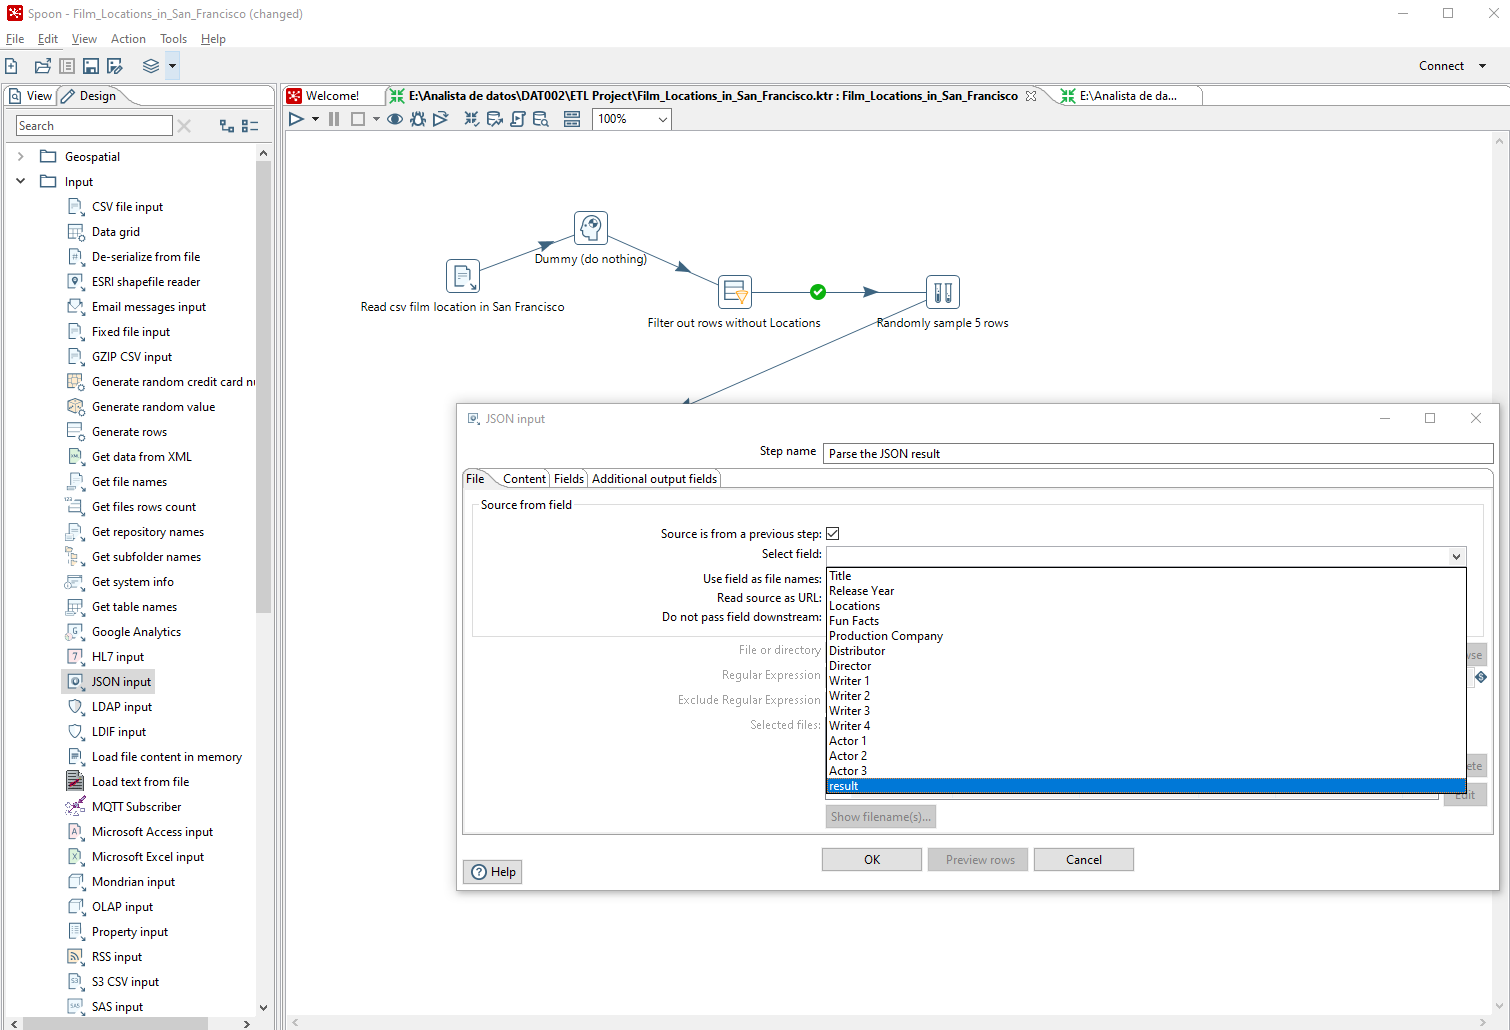 Spoon - Film_Locations_in_San_Francisco (changed)
File Edit View Action Tools Help
Connect
View Design
Welcome!
E:\Analista de datos\DAT002\ETL Project\Film_Locations_in_San_Francisco.ktr : Film_Locations_in_San_Francisco
E:\Analista de da...
Search
100%
Geospatial
Input
CSV file input
Data grid
De-serialize from file
ESRI shapefile reader
Email messages input
Fixed file input
GZIP CSV input
Generate random credit card nu
Generate random value
Generate rows
Get data from XML
Get file names
Get files rows count
Get repository names
Get subfolder names
Get system info
Get table names
Google Analytics
HL7 input
JSON input
LDAP input
LDIF input
Load file content in memory
Load text from file
MQTT Subscriber
Microsoft Access input
Microsoft Excel input
Mondrian input
OLAP input
Property input
RSS input
S3 CSV input
SAS input
Dummy (do nothing)
Read csv film location in San Francisco
Filter out rows without Locations
Randomly sample 5 rows
JSON input
Step name Parse the JSON result
File Content Fields Additional output fields
Source from field
Source is from a previous step:
Select field:
Use field as file names:
Read source as URL:
Do not pass field downstream:
File or directory
Regular Expression
Exclude Regular Expression
Selected files:
Title
Release Year
Locations
Fun Facts
Production Company
Distributor
Director
Writer 1
Writer 2
Writer 3
Writer 4
Actor 1
Actor 2
Actor 3
result
Edit
Show filename(s)...
OK Preview rows Cancel
Help